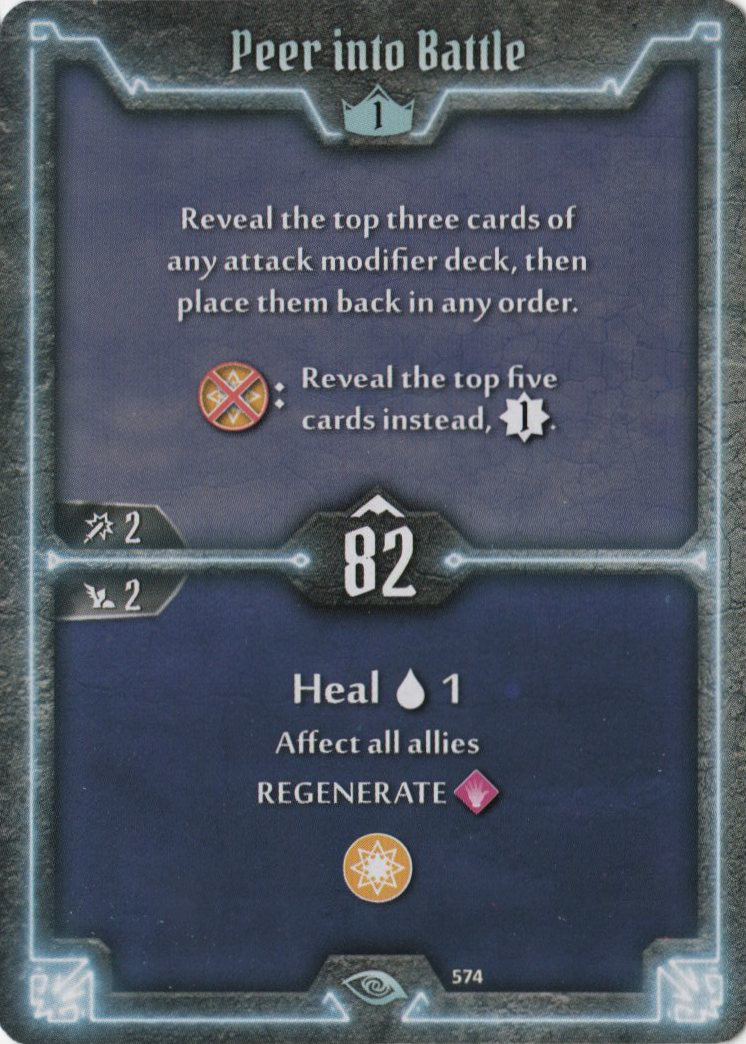 Peer into Battle
1
Reveal the top three cards of
any attack modifier deck, then
place them back in any order.
: Reveal the top five
cards instead, 1.
2
82
2
Heal 1
Affect all allies
REGENERATE
574